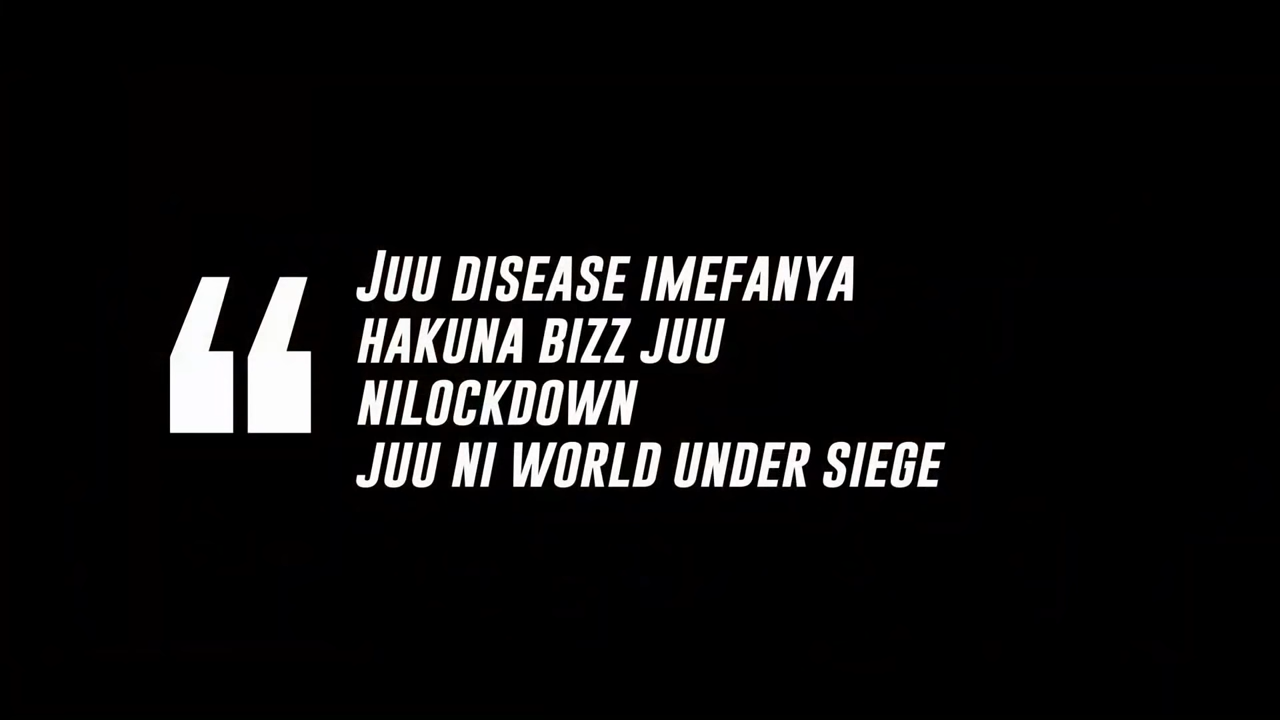 “
Juu disease imefanya
hakuna bizz juu
nilockdown
juu ni world under siege